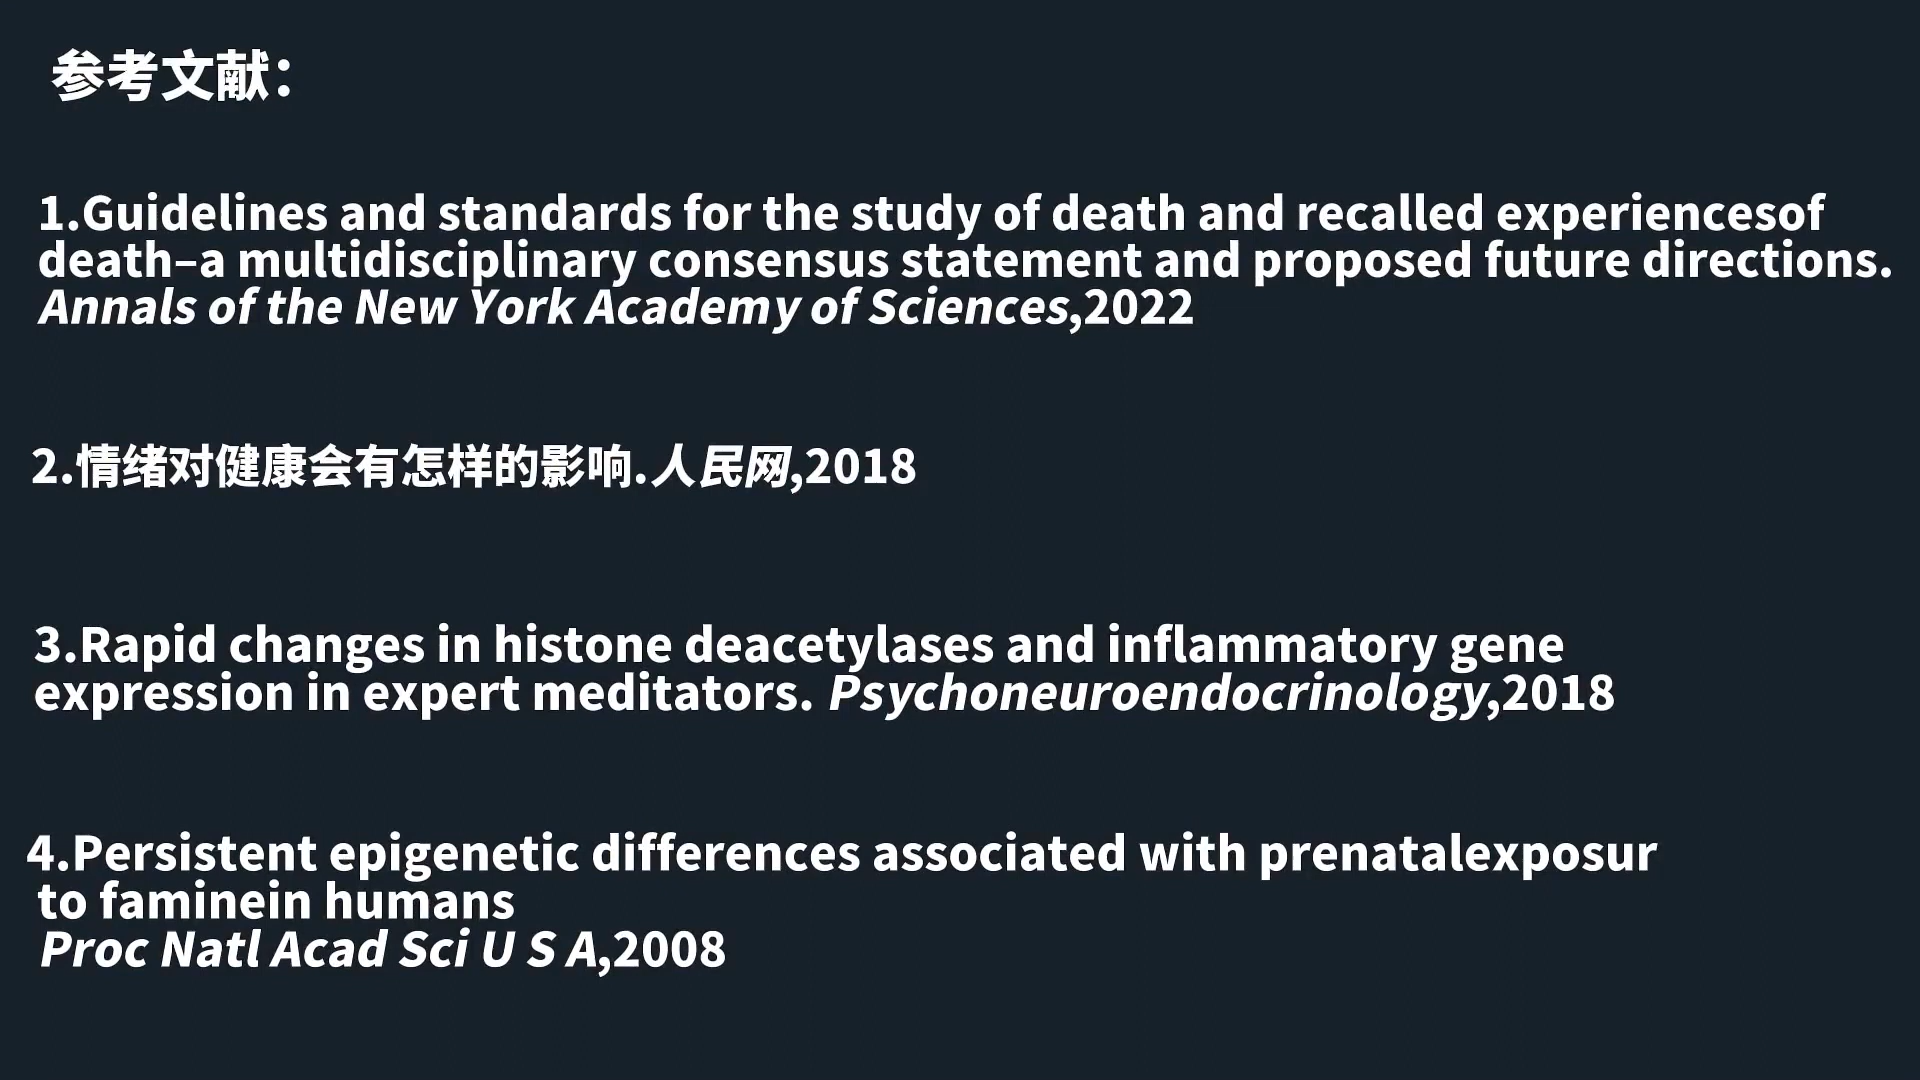 参考文献：
1.Guidelines and standards for the study of death and recalled experiencesof
death–a multidisciplinary consensus statement and proposed future directions.
Annals of the New York Academy of Sciences,2022
2.情绪对健康会有怎样的影响.人民网,2018
3.Rapid changes in histone deacetylases and inflammatory gene
expression in expert meditators. Psychoneuroendocrinology,2018
4.Persistent epigenetic differences associated with prenatalexposur
to faminein humans
Proc Natl Acad Sci U S A,2008